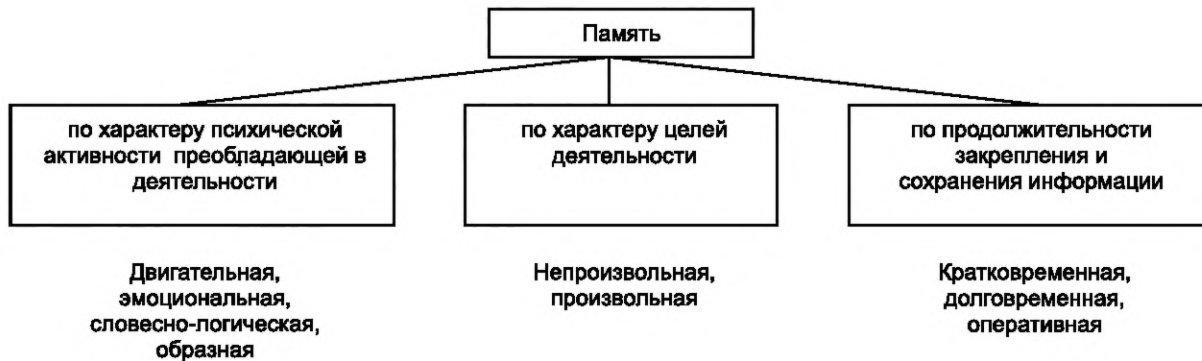 Память
по характеру психической
активности преобладающей в
деятельности
по характеру целей
деятельности
по продолжительности
закрепления и
сохранения информации
Двигательная,
эмоциональная,
словесно-логическая,
образная
Непроизвольная,
произвольная
Кратковременная,
долговременная,
оперативная